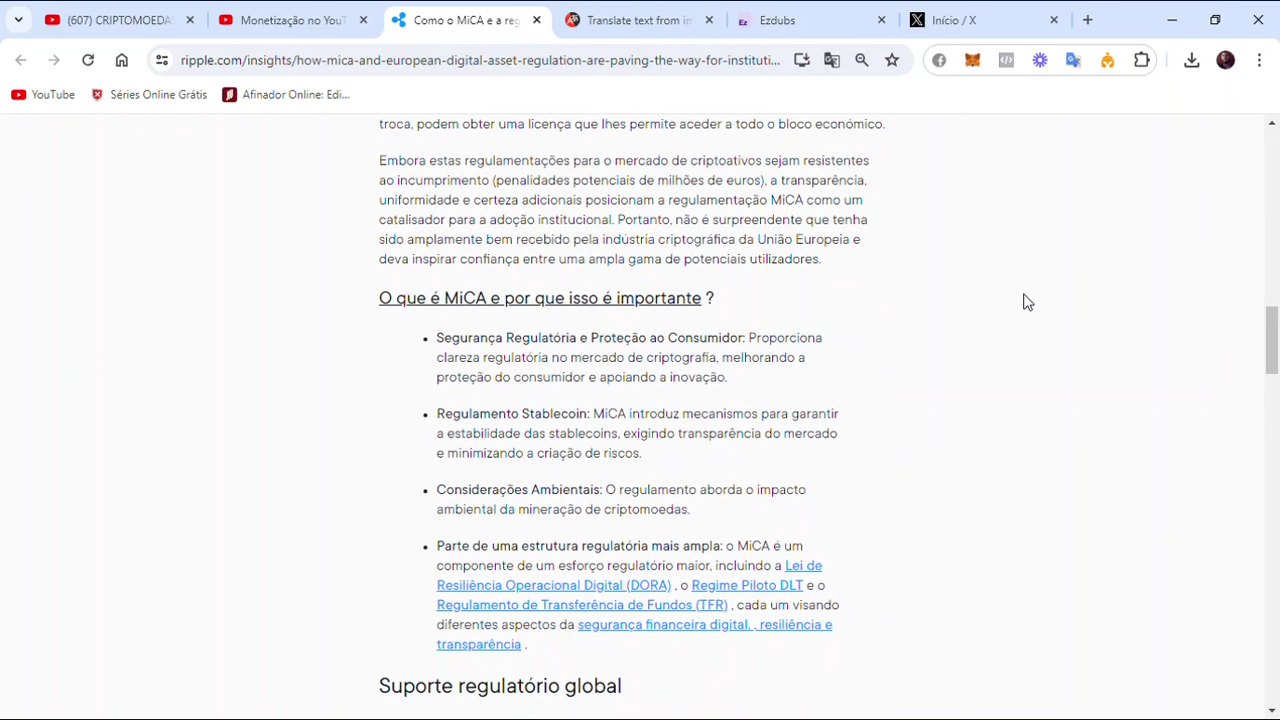 (607) CRIPTOMOEDA
Monetização no YouT
Como o MiCA e a reg
Translate text from im
Ezdubs
Início / X
ripple.com/insights/how-mica-and-european-digital-asset-regulation-are-paving-the-way-for-instituti...
YouTube
Séries Online Grátis
Afinador Online: Edi...
troca, podem obter uma licença que lhes permite aceder a todo o bloco económico.
Embora estas regulamentações para o mercado de criptoativos sejam resistentes
ao incumprimento (penalidades potenciais de milhões de euros), a transparência,
uniformidade e certeza adicionais posicionam a regulamentação MiCA como um
catalisador para a adoção institucional. Portanto, não é surpreendente que tenha
sido amplamente bem recebido pela indústria criptográfica da União Europeia e
deva inspirar confiança entre uma ampla gama de potenciais utilizadores.
O que é MiCA e por que isso é importante ?
• Segurança Regulatória e Proteção ao Consumidor: Proporciona
clareza regulatória no mercado de criptografia, melhorando a
proteção do consumidor e apoiando a inovação.
• Regulamento Stablecoin: MiCA introduz mecanismos para garantir
a estabilidade das stablecoins, exigindo transparência do mercado
e minimizando a criação de riscos.
• Considerações Ambientais: O regulamento aborda o impacto
ambiental da mineração de criptomoedas.
• Parte de uma estrutura regulatória mais ampla: o MiCA é um
componente de um esforço regulatório maior, incluindo a Lei de
Resiliência Operacional Digital (DORA) , o Regime Piloto DLT e o
Regulamento de Transferência de Fundos (TFR) , cada um visando
diferentes aspectos da segurança financeira digital. , resiliência e
transparência .
Suporte regulatório global